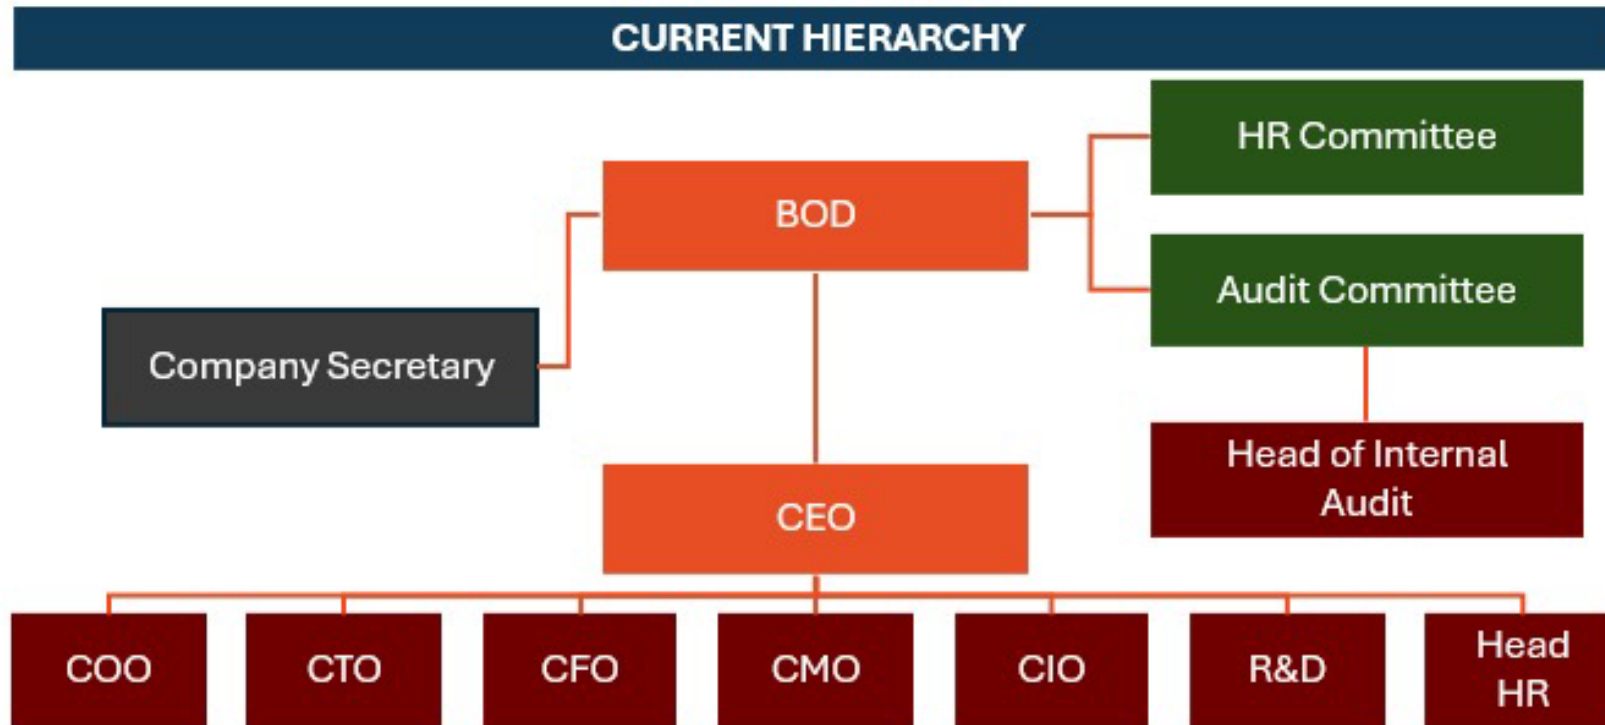 CURRENT HIERARCHY
HR Committee
BOD
Audit Committee
Company Secretary
Head of Internal
Audit
CEO
COO
CTO
CFO
CMO
CIO
R&D
Head
HR